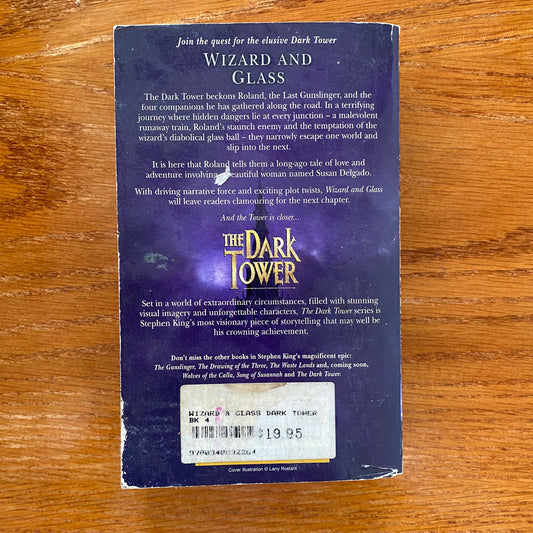 Join the quest for the elusive Dark Tower
WIZARD AND
GLASS
The Dark Tower beckons Roland, the Last Gunslinger, and the
four companions he has gathered along the road. In a terrifying
journey where hidden dangers lie at every junction – a malevolent
runaway train, Roland's staunch enemy and the temptation of the
wizard's diabolical glass ball – they narrowly escape one world and
slip into the next.
It is here that Roland tells them a long-ago tale of love and
adventure involving beautiful woman named Susan Delgado.
With driving narrative force and exciting plot twists, Wizard and Glass
will leave readers clamouring for the next chapter.
And the Tower is closer...
THE DARK
TOWER
Set in a world of extraordinary circumstances, filled with stunning
visual imagery and unforgettable characters, The Dark Tower series is
Stephen King's most visionary piece of storytelling that may well be
his crowning achievement.
Don't miss the other books in Stephen King's magnificent epic:
The Gunslinger, The Drawing of the Three, The Waste Lands and, coming soon,
Wolves of the Calla, Song of Susannah and The Dark Tower.
WIZARD & GLASS DARK TOWER
BK 4
$19.95
Cover illustration © Larry Rostant